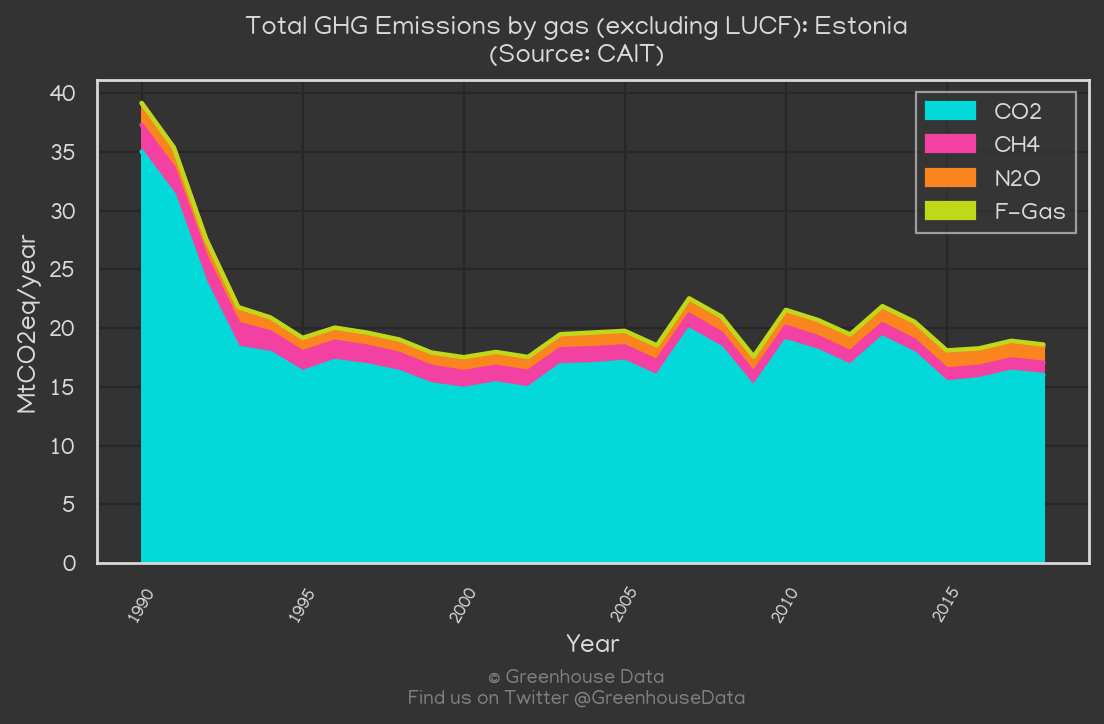 Total GHG Emissions by gas (excluding LUCF): Estonia
(Source: CAIT)
40
35
30
25
20
15
10
5
0
MtCO2eq/year
CO2
CH4
N2O
F-Gas
1990
1995
2000
2005
2010
2015
Year
© Greenhouse Data
Find us on Twitter @GreenhouseData